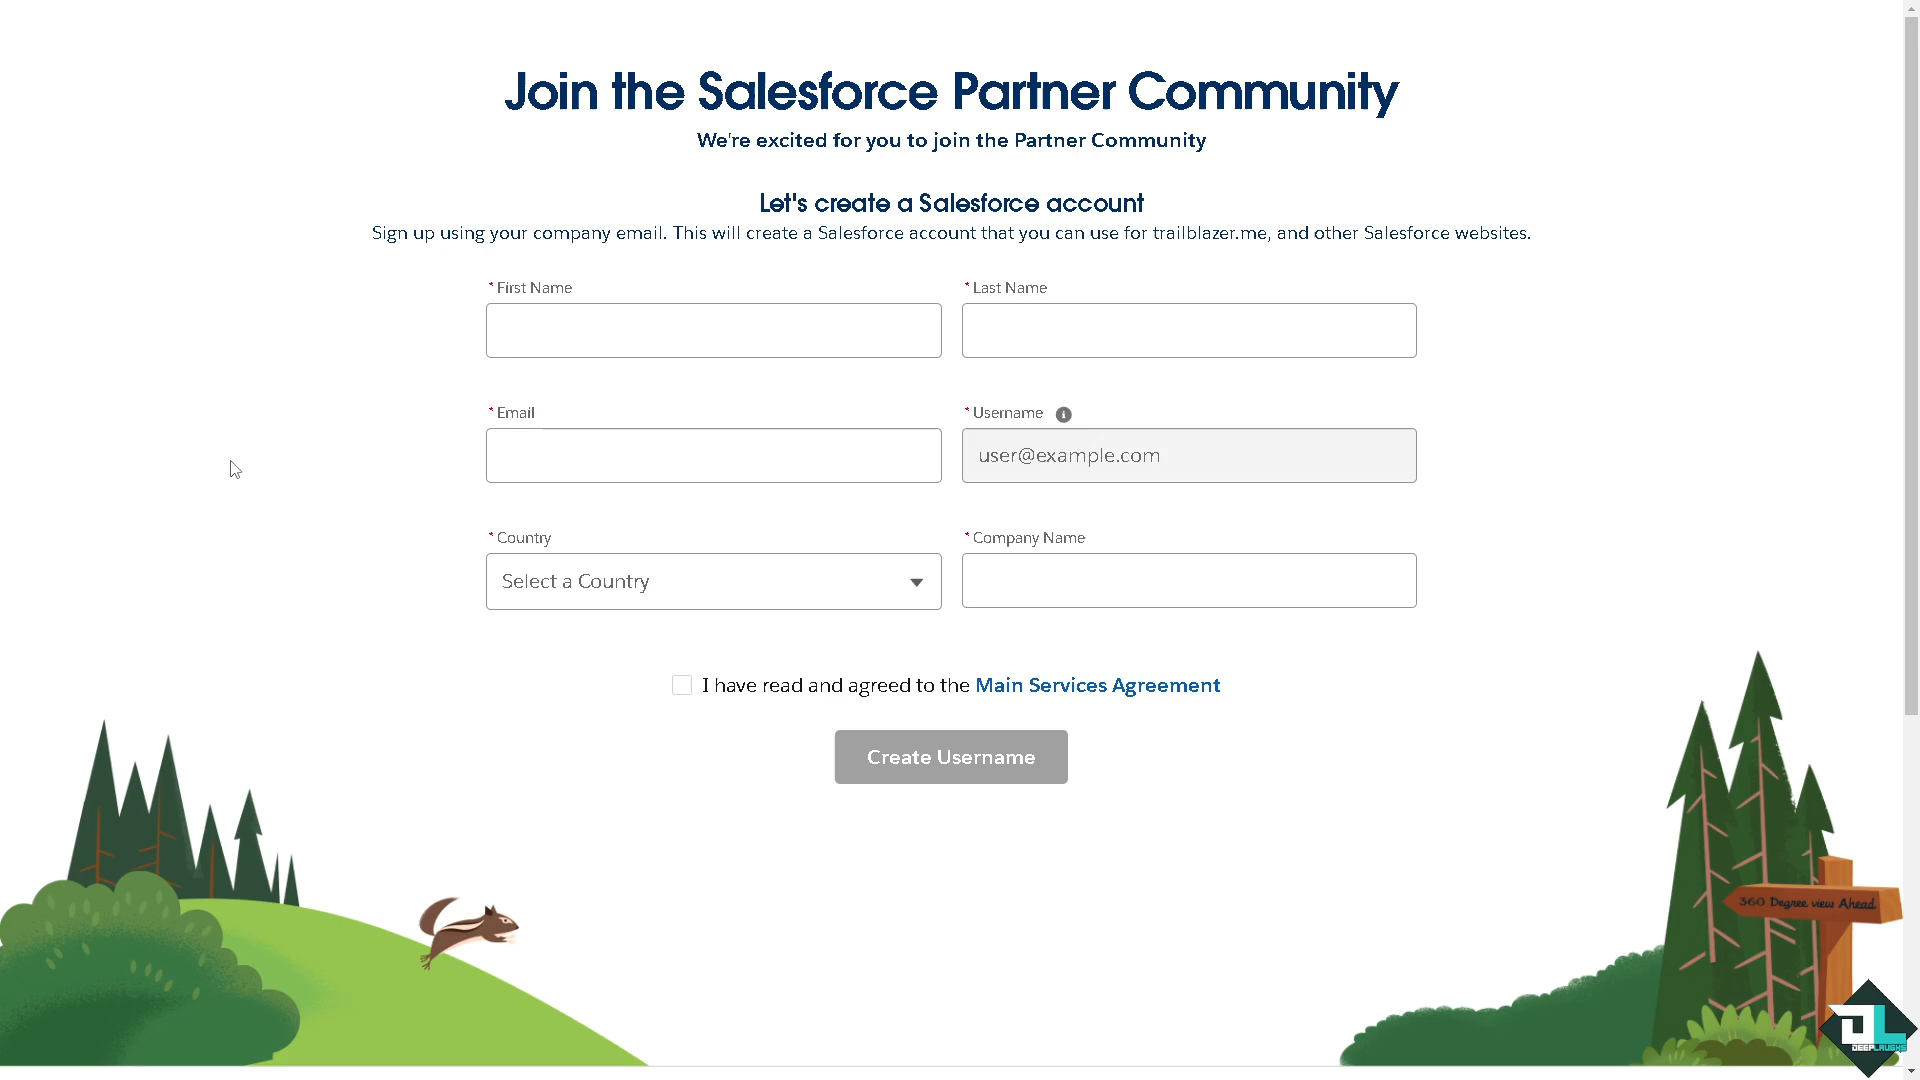 Join the Salesforce Partner Community
We're excited for you to join the Partner Community
Let's create a Salesforce account
Sign up using your company email. This will create a Salesforce account that you can use for trailblazer.me, and other Salesforce websites.
* First Name
* Last Name
* Email
* Username
user@example.com
* Country
* Company Name
Select a Country
I have read and agreed to the Main Services Agreement
Create Username
360 Degree view Ahead
DEEPLAUGHS